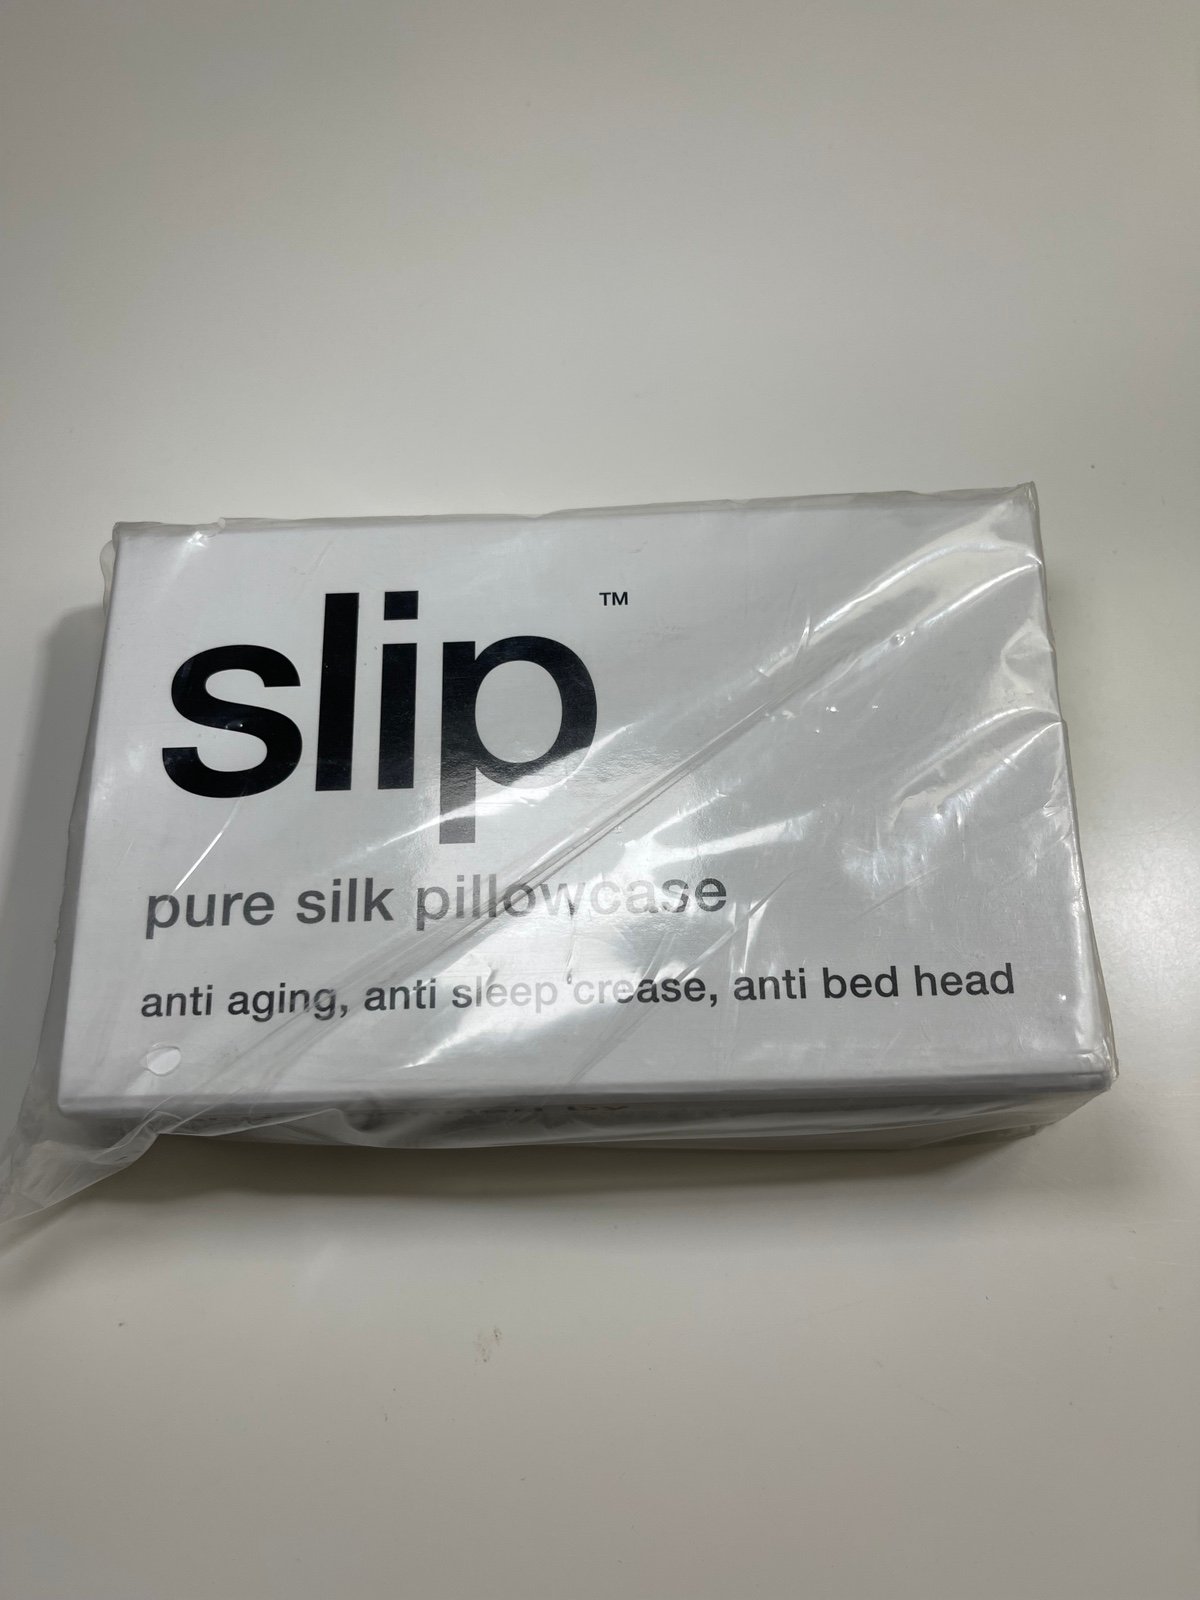 slip™
pure silk pillowcase
anti aging, anti sleep crease, anti bed head